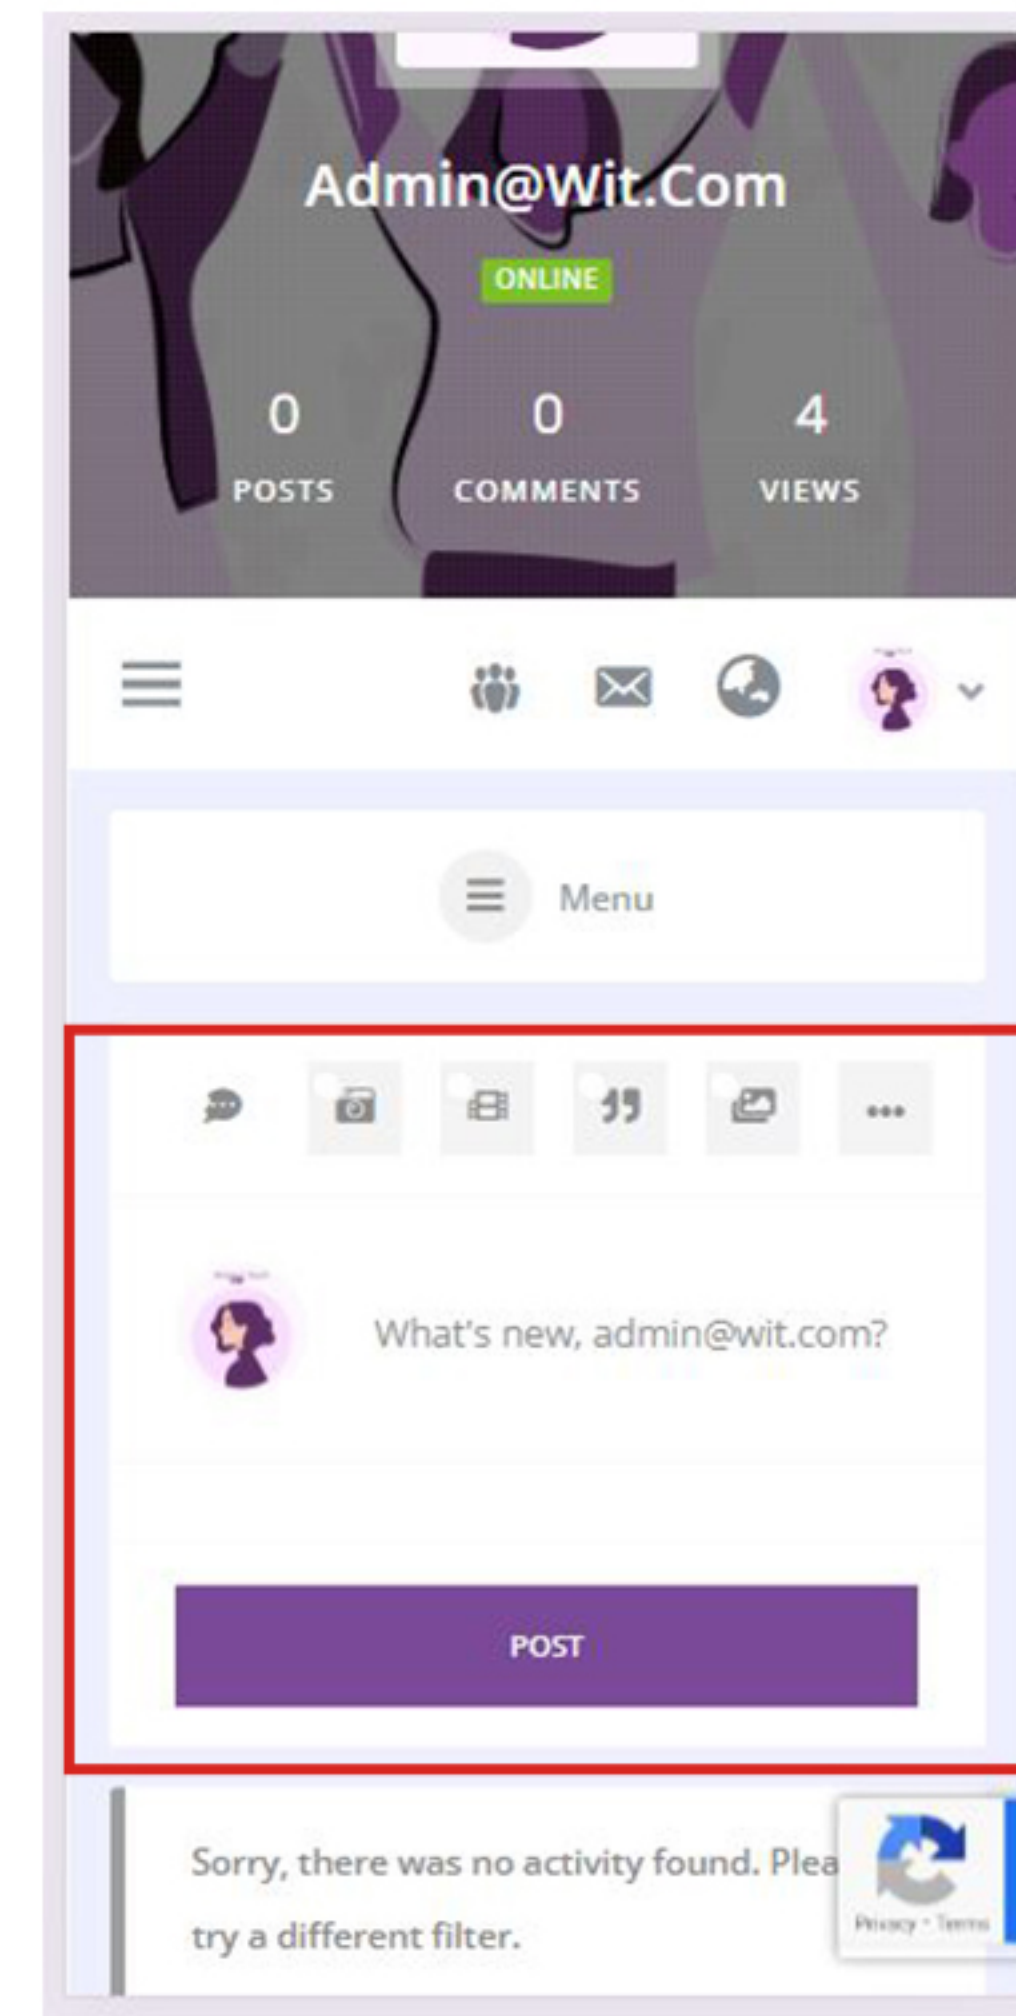 Admin@Wit.Com
ONLINE
0 0 4
POSTS COMMENTS VIEWS
Menu
What's new, admin@wit.com?
POST
Sorry, there was no activity found. Plea
try a different filter.
Privacy - Terms